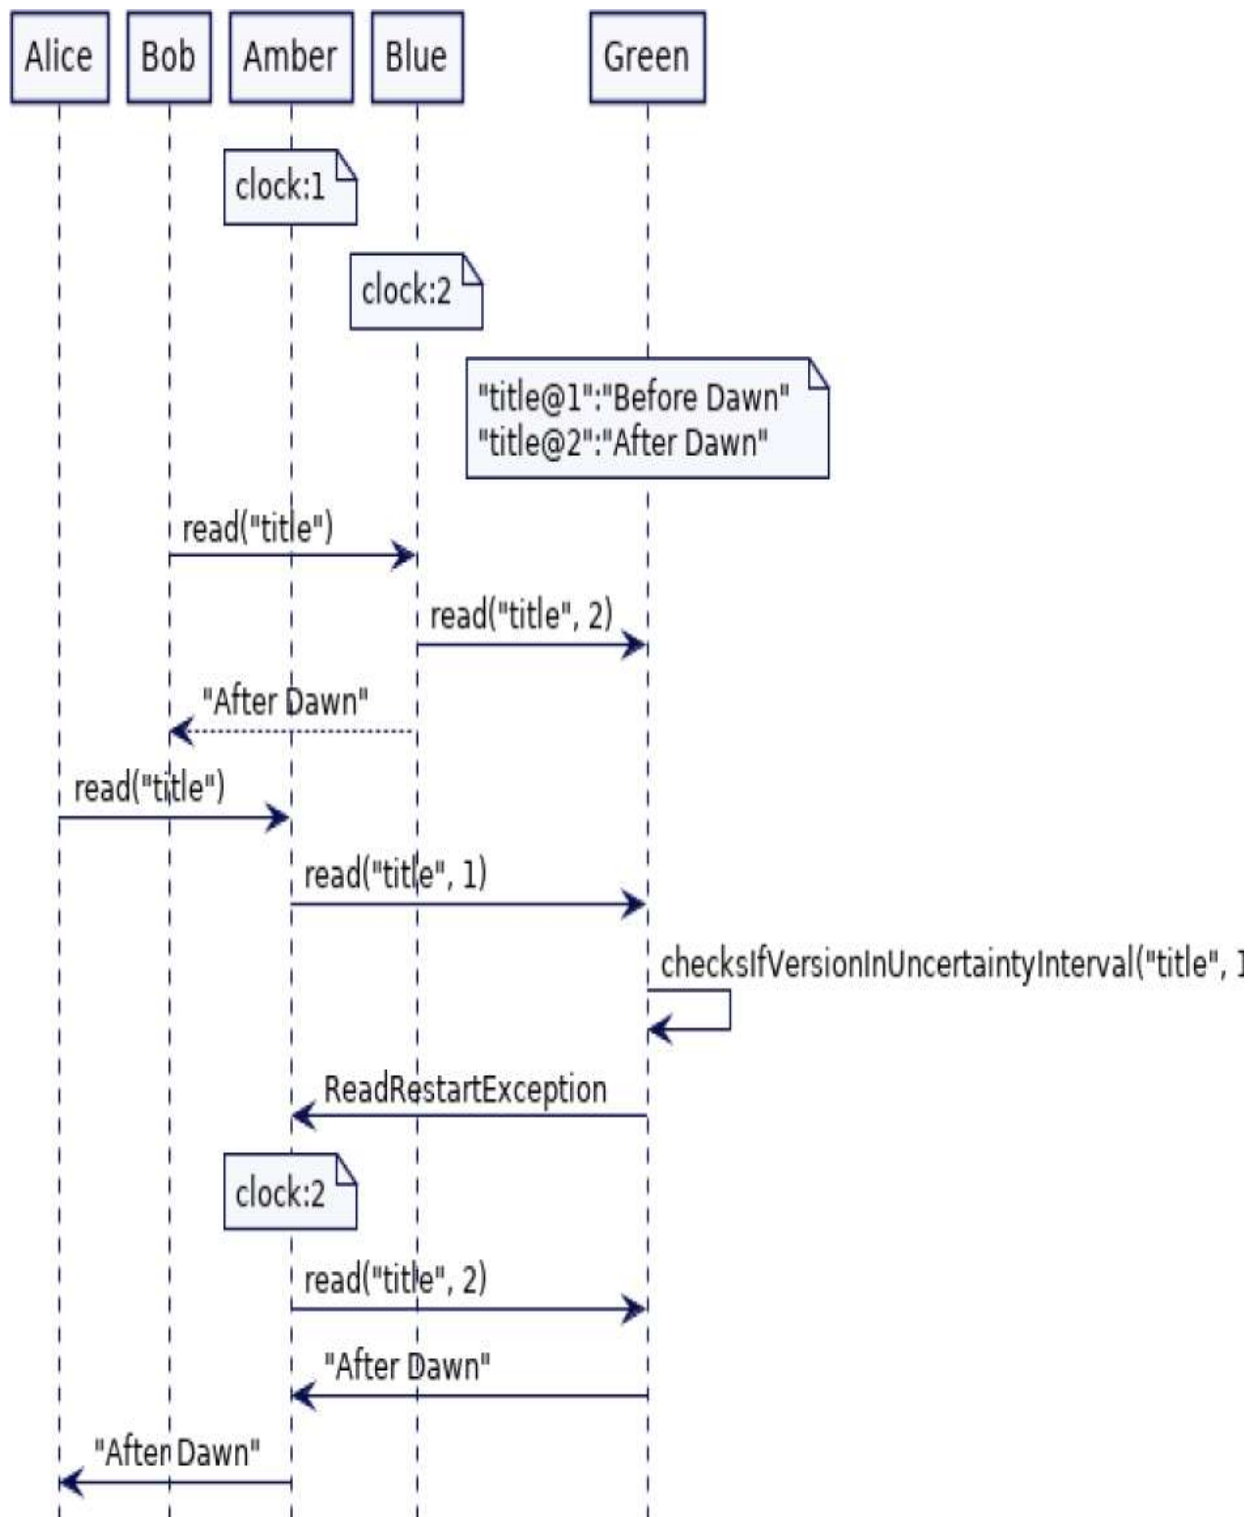 Alice
Bob
Amber
Blue
Green
clock:1
clock:2
"title@1":"Before Dawn"
"title@2":"After Dawn"
read("title")
read("title", 2)
"After Dawn"
read("title")
read("title", 1)
checksIfVersionInUncertaintyInterval("title", 1
ReadRestartException
clock:2
read("title", 2)
"After Dawn"
"After Dawn"